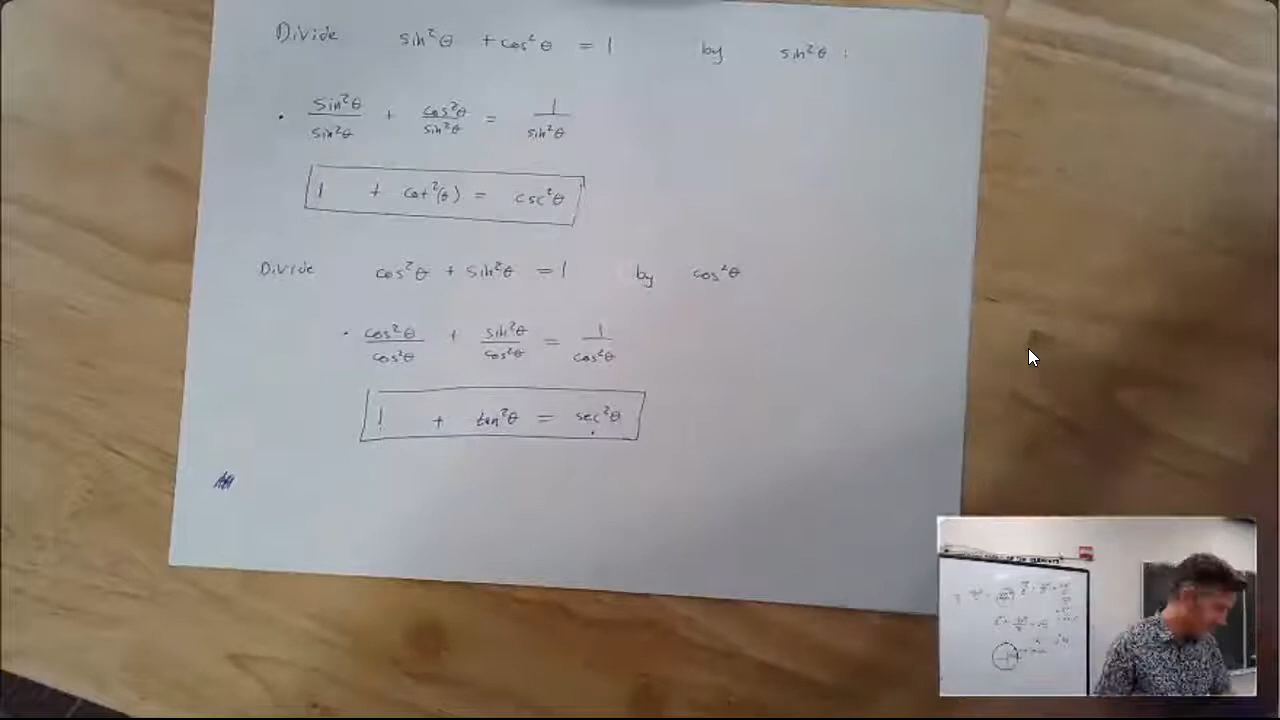 Divide sin²θ + cos²θ = 1 by sin²θ :
• sin²θ/sin²θ + cos²θ/sin²θ = 1/sin²θ
1 + cot²(θ) = csc²θ
Divide cos²θ + sin²θ = 1 by cos²θ
• cos²θ/cos²θ + sin²θ/cos²θ = 1/cos²θ
1 + tan²θ = sec²θ